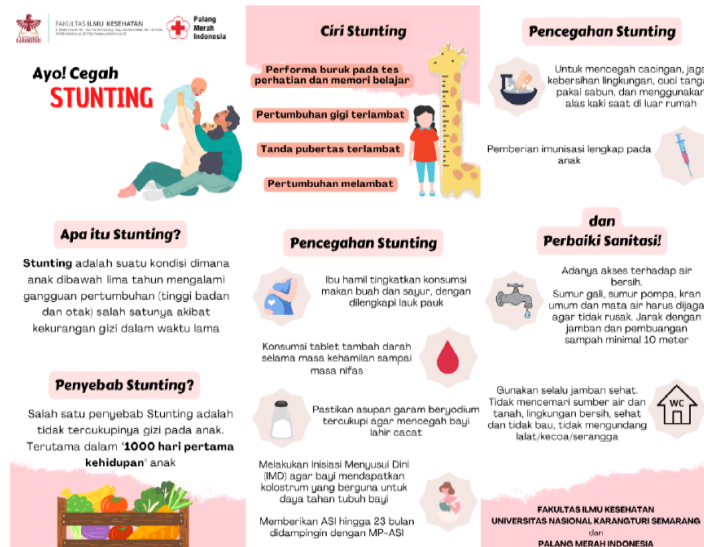 FAKULTAS ILMU KESEHATAN
Palang
Merah
Indonesia
Ayo! Cegah
STUNTING
Apa itu Stunting?
Stunting adalah suatu kondisi dimana
anak dibawah lima tahun mengalami
gangguan pertumbuhan (tinggi badan
dan otak) salah satunya akibat
kekurangan gizi dalam waktu lama
Penyebab Stunting?
Salah satu penyebab Stunting adalah
tidak tercukupinya gizi pada anak.
Terutama dalam '1000 hari pertama
kehidupan' anak
Ciri Stunting
Performa buruk pada tes
perhatian dan memori belajar
Pertumbuhan gigi terlambat
Tanda pubertas terlambat
Pertumbuhan melambat
Pencegahan Stunting
Ibu hamil tingkatkan konsumsi
makan buah dan sayur, dengan
dilengkapi lauk pauk
Konsumsi tablet tambah darah
selama masa kehamilan sampai
masa nifas
Pastikan asupan garam beryodium
tercukupi agar mencegah bayi
lahir cacat
Melakukan Inisiasi Menyusui Dini
(IMD) agar bayi mendapatkan
kolostrum yang berguna untuk
daya tahan tubuh bayi
Memberikan ASI hingga 23 bulan
didampingin dengan MP-ASI
Pencegahan Stunting
Untuk mencegah cacingan, jaga
kebersihan lingkungan, cuci tanga
pakai sabun, dan menggunakan
alas kaki saat di luar rumah
Pemberian imunisasi lengkap pada
anak
dan
Perbaiki Sanitasi!
Adanya akses terhadap air
bersih.
Sumur gali, sumur pompa, kran
umum dan mata air harus dijaga
agar tidak rusak. Jarak dengan
jamban dan pembuangan
sampah minimal 10 meter
Gunakan selalu jamban sehat.
Tidak mencemari sumber air dan
tanah, lingkungan bersih, sehat
dan tidak bau, tidak mengundang
lalat/kecoa/serangga
WC
FAKULTAS ILMU KESEHATAN
UNIVERSITAS NASIONAL KARANGTURI SEMARANG
dan
PALANG MERAH INDONESIA